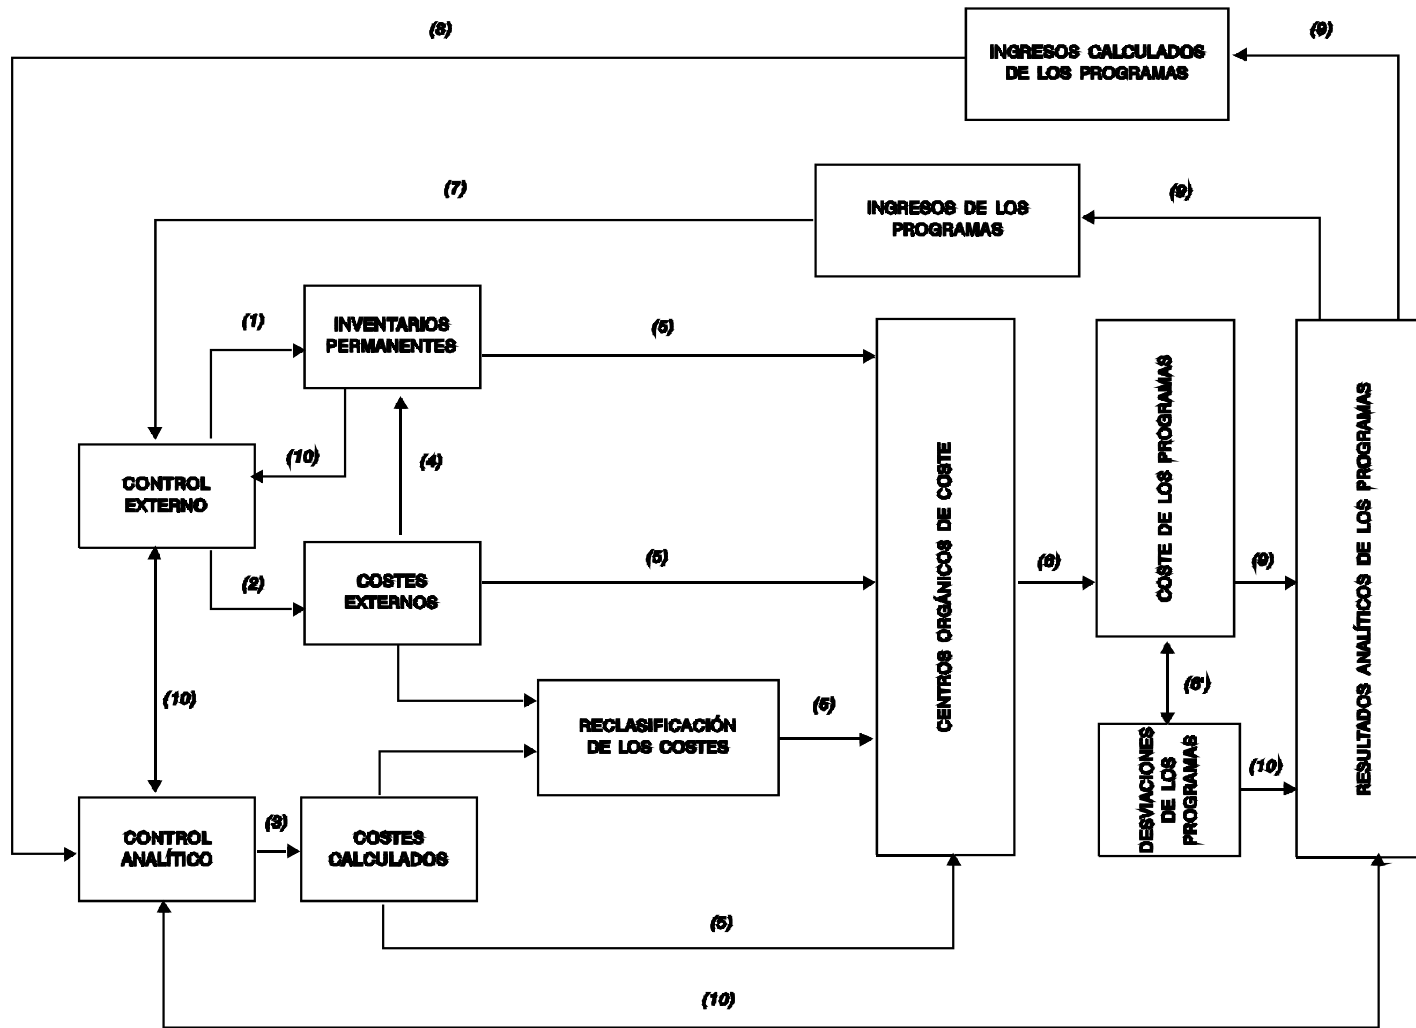 (8)
INGRESOS CALCULADOS
DE LOS PROGRAMAS
(9)
(7)
INGRESOS DE LOS
PROGRAMAS
(9)
(1)
INVENTARIOS
PERMANENTES
(5)
(10)
(4)
CONTROL
EXTERNO
(2)
COSTES
EXTERNOS
(5)
CENTROS ORGÁNICOS DE COSTE
(6)
COSTE DE LOS PROGRAMAS
(9)
RESULTADOS ANALÍTICOS DE LOS PROGRAMAS
(10)
RECLASIFICACIÓN
DE LOS COSTES
(5)
(6')
DESVIACIONES
DE LOS
PROGRAMAS
(10)
CONTROL
ANALÍTICO
(3)
COSTES
CALCULADOS
(5)
(10)